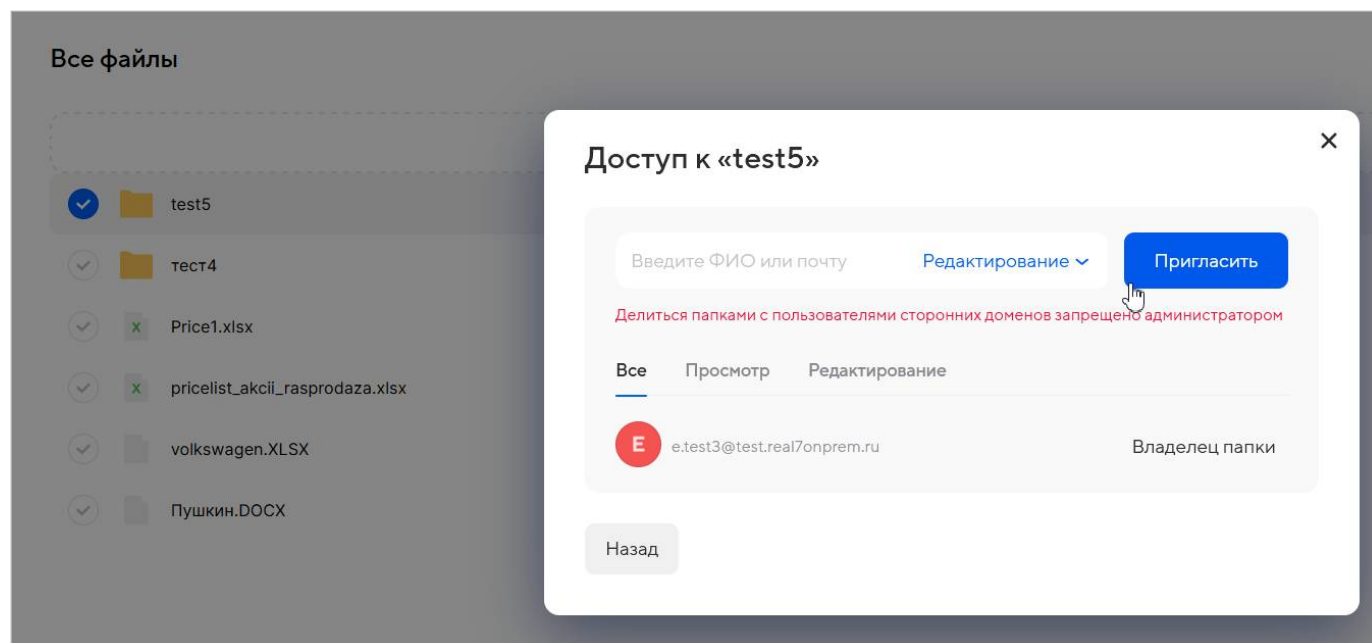 Все файлы
Доступ к «test5»
test5
Введите ФИО или почту Редактирование Пригласить
тест4
Делиться папками с пользователями сторонних доменов запрещено администратором
X Price1.xlsx
Все Просмотр Редактирование
X pricelist_akcii_rasprodaza.xlsx
E e.test3@test.real7onprem.ru Владелец папки
volkswagen.XLSX
Пушкин.DOCX
Назад